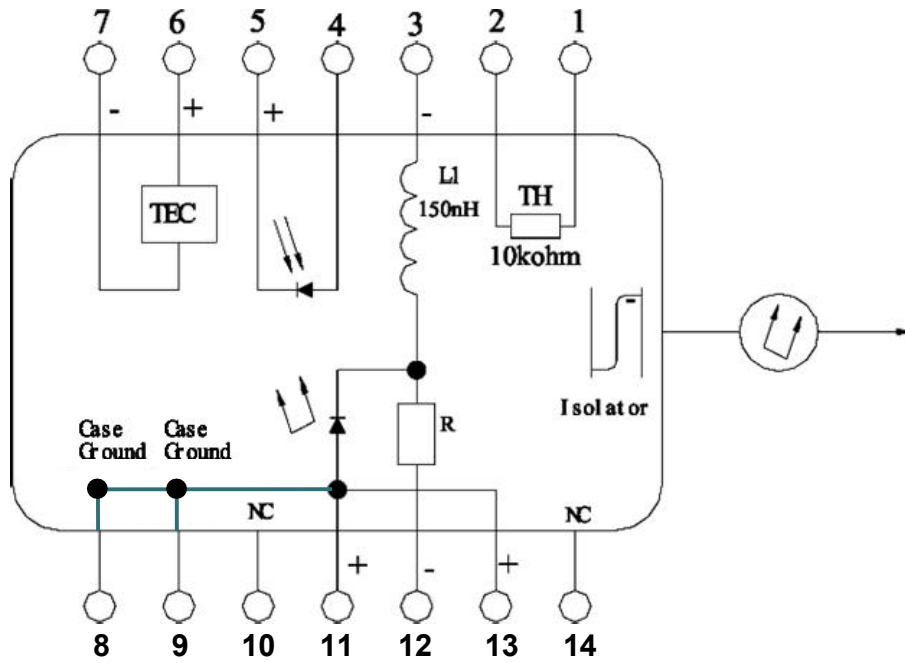 7 6 5 4 3 2 1
- + + -
L1
150nH
TEC
TH
10kohm
Isolator
R
Case
Ground
Case
Ground
NC
NC
+ - +
8 9 10 11 12 13 14